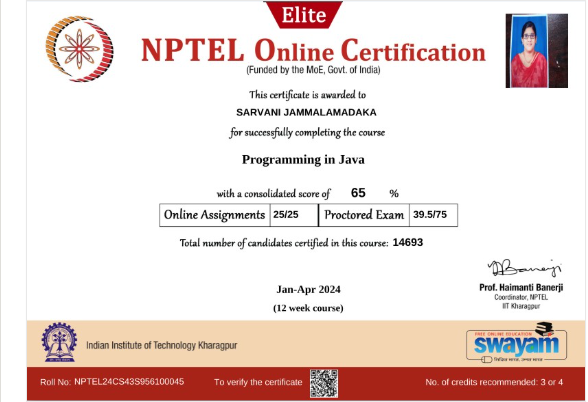 Elite
NPTEL Online Certification
(Funded by the MoE, Govt. of India)
This certificate is awarded to
SARVANI JAMMALAMADAKA
for successfully completing the course
Programming in Java
with a consolidated score of 65 %
Online Assignments 25/25 Proctored Exam 39.5/75
Total number of candidates certified in this course: 14693
Jan-Apr 2024
(12 week course)
Prof. Haimanti Banerji
Coordinator, NPTEL
IIT Kharagpur
Indian Institute of Technology Kharagpur
FREE ONLINE EDUCATION
swayam
शिक्षित भारत, उन्नत भारत
Roll No: NPTEL24CS43S956100045 To verify the certificate No. of credits recommended: 3 or 4